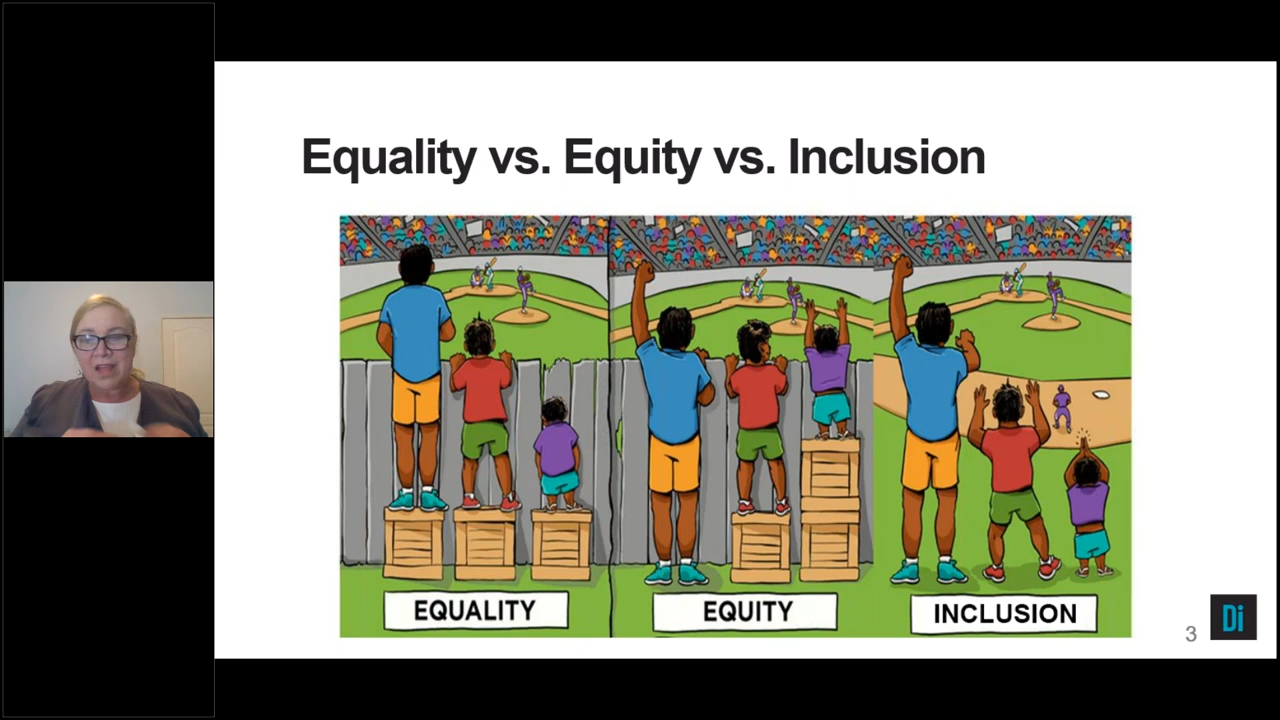 Equality vs. Equity vs. Inclusion
EQUALITY
EQUITY
INCLUSION
3
Di